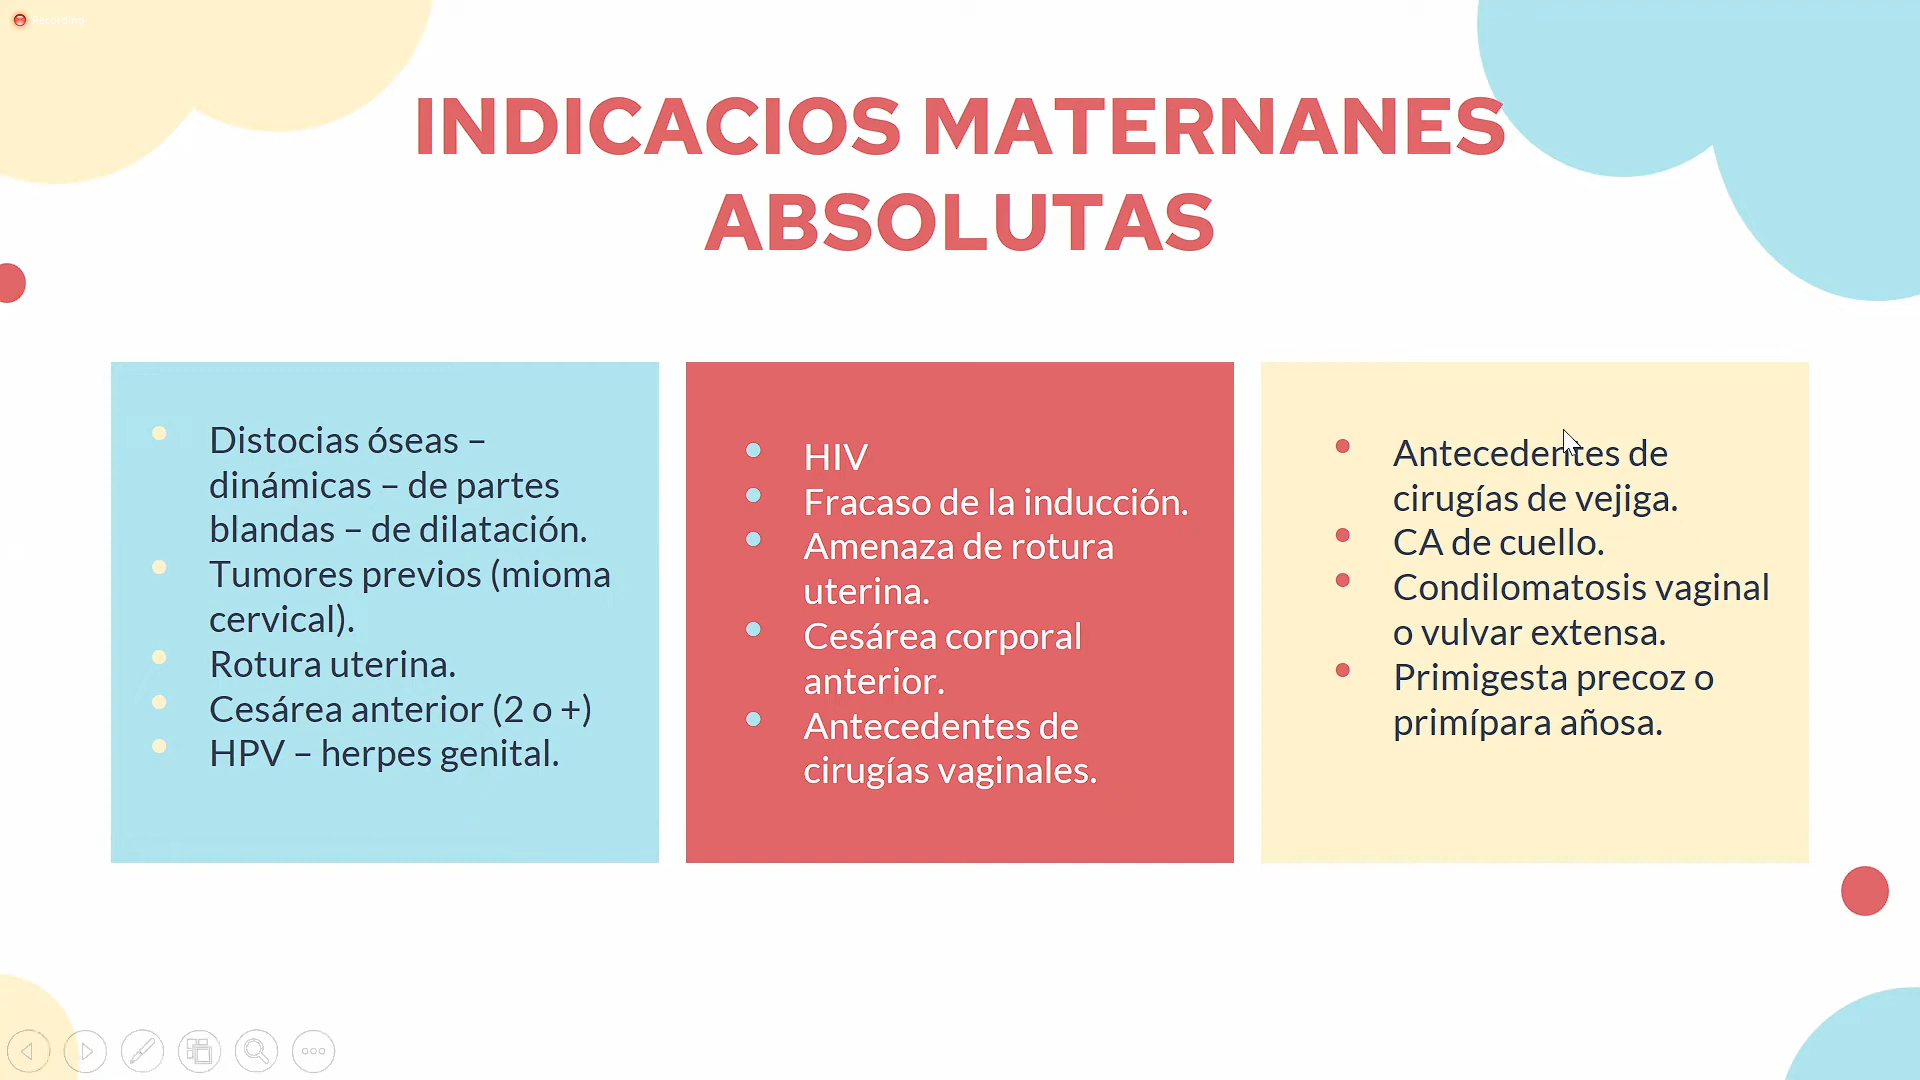 Recording
INDICACIOS MATERNANES
ABSOLUTAS
Distocias óseas –
dinámicas – de partes
blandas – de dilatación.
Tumores previos (mioma
cervical).
Rotura uterina.
Cesárea anterior (2 o +)
HPV – herpes genital.
HIV
Fracaso de la inducción.
Amenaza de rotura
uterina.
Cesárea corporal
anterior.
Antecedentes de
cirugías vaginales.
Antecedentes de
cirugías de vejiga.
CA de cuello.
Condilomatosis vaginal
o vulvar extensa.
Primigesta precoz o
primípara añosa.